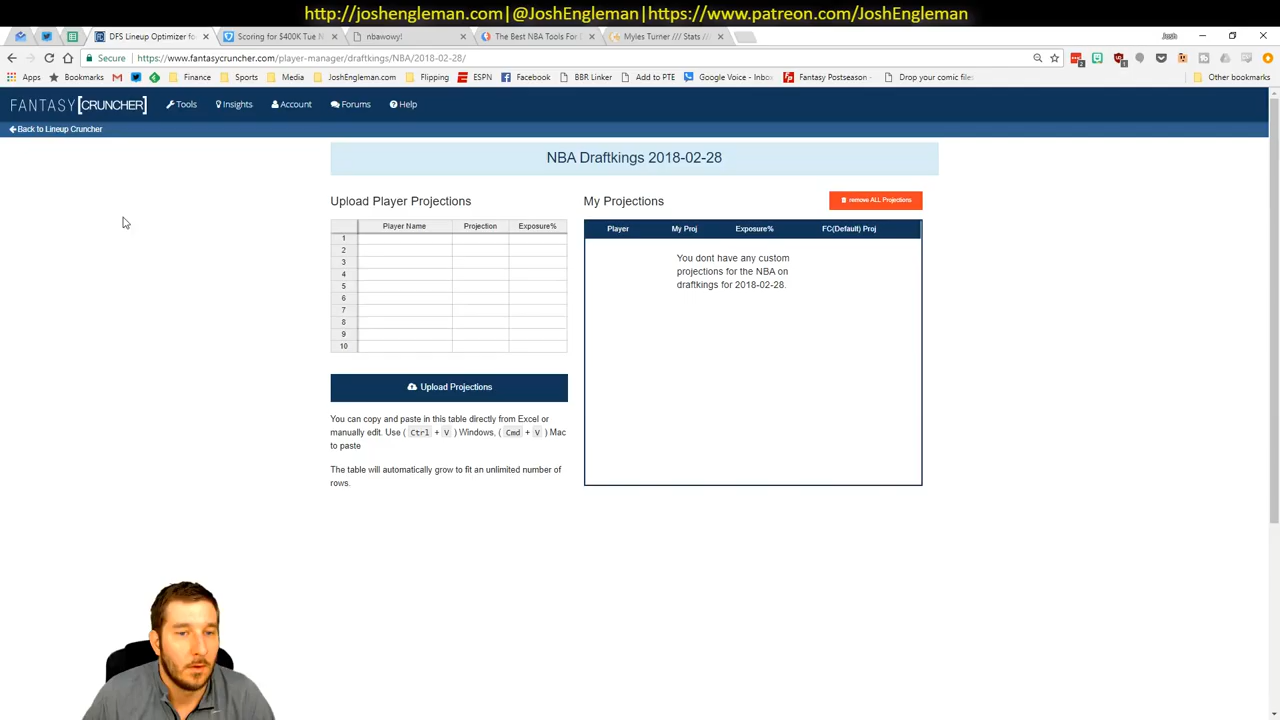 http://joshengleman.com|@JoshEngleman|https://www.patreon.com/JoshEngleman
DFS Lineup Optimizer fo
Scoring for $400K Tue N
nbawowy!
The Best NBA Tools For D
Myles Turner /// Stats ///
Josh
Secure
https://www.fantasycruncher.com/player-manager/draftkings/NBA/2018-02-28/
Apps
Bookmarks
Finance
Sports
Media
JoshEngleman.com
Flipping
ESPN
Facebook
BBR Linker
Add to PTE
Google Voice - Inbox
Fantasy Postseason -
Drop your comic files
Other bookmarks
FANTASY [CRUNCHER]
Tools
Insights
Account
Forums
Help
Back to Lineup Cruncher
NBA Draftkings 2018-02-28
Upload Player Projections
Player Name Projection Exposure%
1
2
3
4
5
6
7
8
9
10
Upload Projections
You can copy and paste in this table directly from Excel or
manually edit. Use ( Ctrl + V ) Windows, ( Cmd + V ) Mac
to paste
The table will automatically grow to fit an unlimited number of
rows.
My Projections
remove ALL Projections
Player My Proj Exposure% FC(Default) Proj
You dont have any custom
projections for the NBA on
draftkings for 2018-02-28.